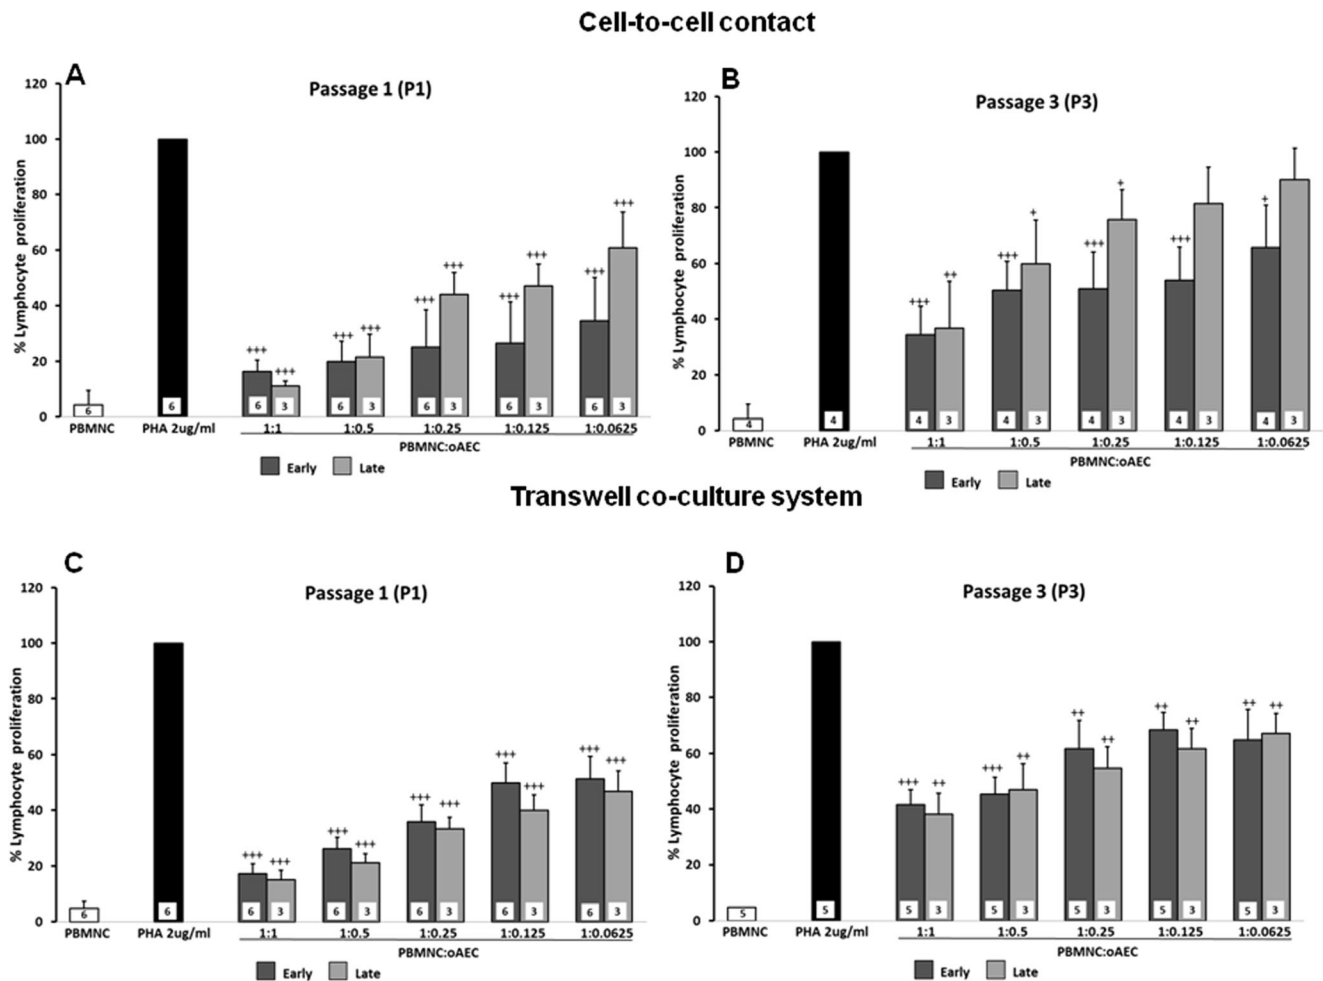 Cell-to-cell contact
A
Passage 1 (P1)
% Lymphocyte proliferation
120
100
80
60
40
20
0
+++ +++ +++ +++ +++ +++ +++ +++ +++ +++
6 6 6 3 6 3 6 3 6 3 6 3
PBMNC PHA 2ug/ml 1:1 1:0.5 1:0.25 1:0.125 1:0.0625
PBMNC:oAEC
Early Late
B
Passage 3 (P3)
% Lymphocyte proliferation
120
100
80
60
40
20
0
+++ ++ +++ + +++ + +++ +
4 4 4 3 4 3 4 3 4 3 4 3
PBMNC PHA 2ug/ml 1:1 1:0.5 1:0.25 1:0.125 1:0.0625
PBMNC:oAEC
Early Late
Transwell co-culture system
C
Passage 1 (P1)
% Lymphocyte proliferation
120
100
80
60
40
20
0
+++ +++ +++ +++ +++ +++ +++ +++ +++ +++
6 6 6 3 6 3 6 3 6 3 6 3
PBMNC PHA 2ug/ml 1:1 1:0.5 1:0.25 1:0.125 1:0.0625
PBMNC:oAEC
Early Late
D
Passage 3 (P3)
% Lymphocyte proliferation
120
100
80
60
40
20
0
+++ ++ +++ ++ ++ ++ ++ ++ ++ ++
5 5 5 3 5 3 5 3 5 3 5 3
PBMNC PHA 2ug/ml 1:1 1:0.5 1:0.25 1:0.125 1:0.0625
PBMNC:oAEC
Early Late